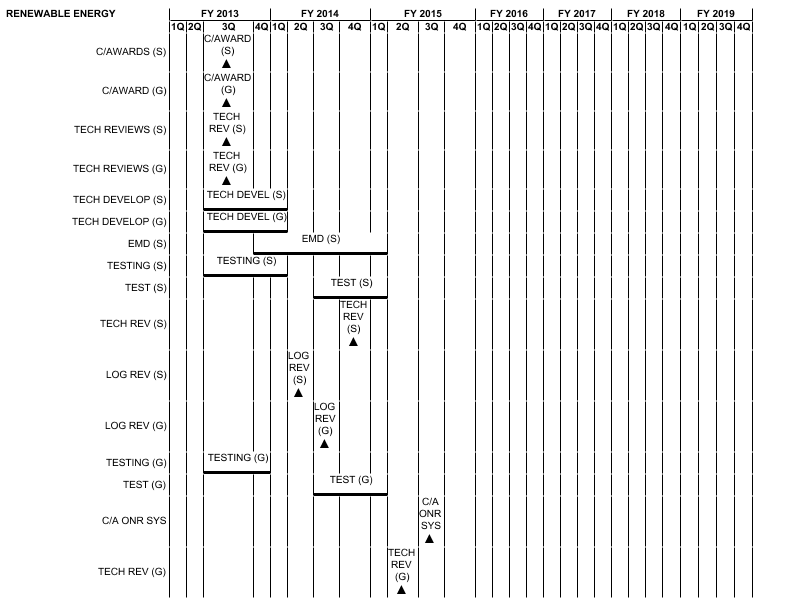 RENEWABLE ENERGY FY 2013 FY 2014 FY 2015 FY 2016 FY 2017 FY 2018 FY 2019
1Q 2Q 3Q 4Q 1Q 2Q 3Q 4Q 1Q 2Q 3Q 4Q 1Q 2Q 3Q 4Q 1Q 2Q 3Q 4Q 1Q 2Q 3Q 4Q 1Q 2Q 3Q 4Q
C/AWARDS (S)
C/AWARD
(S)
C/AWARD (G)
C/AWARD
(G)
TECH REVIEWS (S)
TECH
REV (S)
TECH REVIEWS (G)
TECH
REV (G)
TECH DEVELOP (S) TECH DEVEL (S)
TECH DEVELOP (G) TECH DEVEL (G)
EMD (S) EMD (S)
TESTING (S) TESTING (S)
TEST (S) TEST (S)
TECH REV (S)
TECH
REV
(S)
LOG REV (S)
LOG
REV
(S)
LOG REV (G)
LOG
REV
(G)
TESTING (G) TESTING (G)
TEST (G) TEST (G)
C/A ONR SYS
C/A
ONR
SYS
TECH REV (G)
TECH
REV
(G)